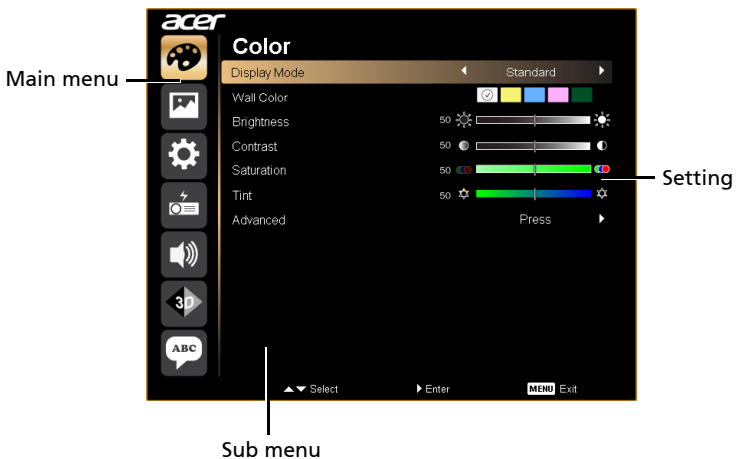 acer
Color
Display Mode Standard
Wall Color
Brightness 50
Contrast 50
Saturation 50
Tint 50
Advanced Press
3D
ABC
Select Enter MENU Exit
Main menu
Setting
Sub menu